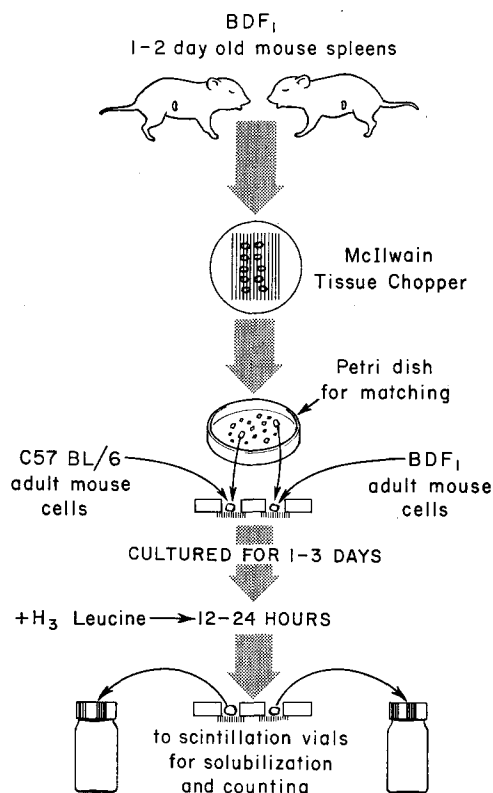 BDF₁
1-2 day old mouse spleens
McIlwain
Tissue Chopper
Petri dish
for matching
C57 BL/6
adult mouse
cells
BDF₁
adult mouse
cells
CULTURED FOR 1-3 DAYS
+H₃ Leucine 12-24 HOURS
to scintillation vials
for solubilization
and counting